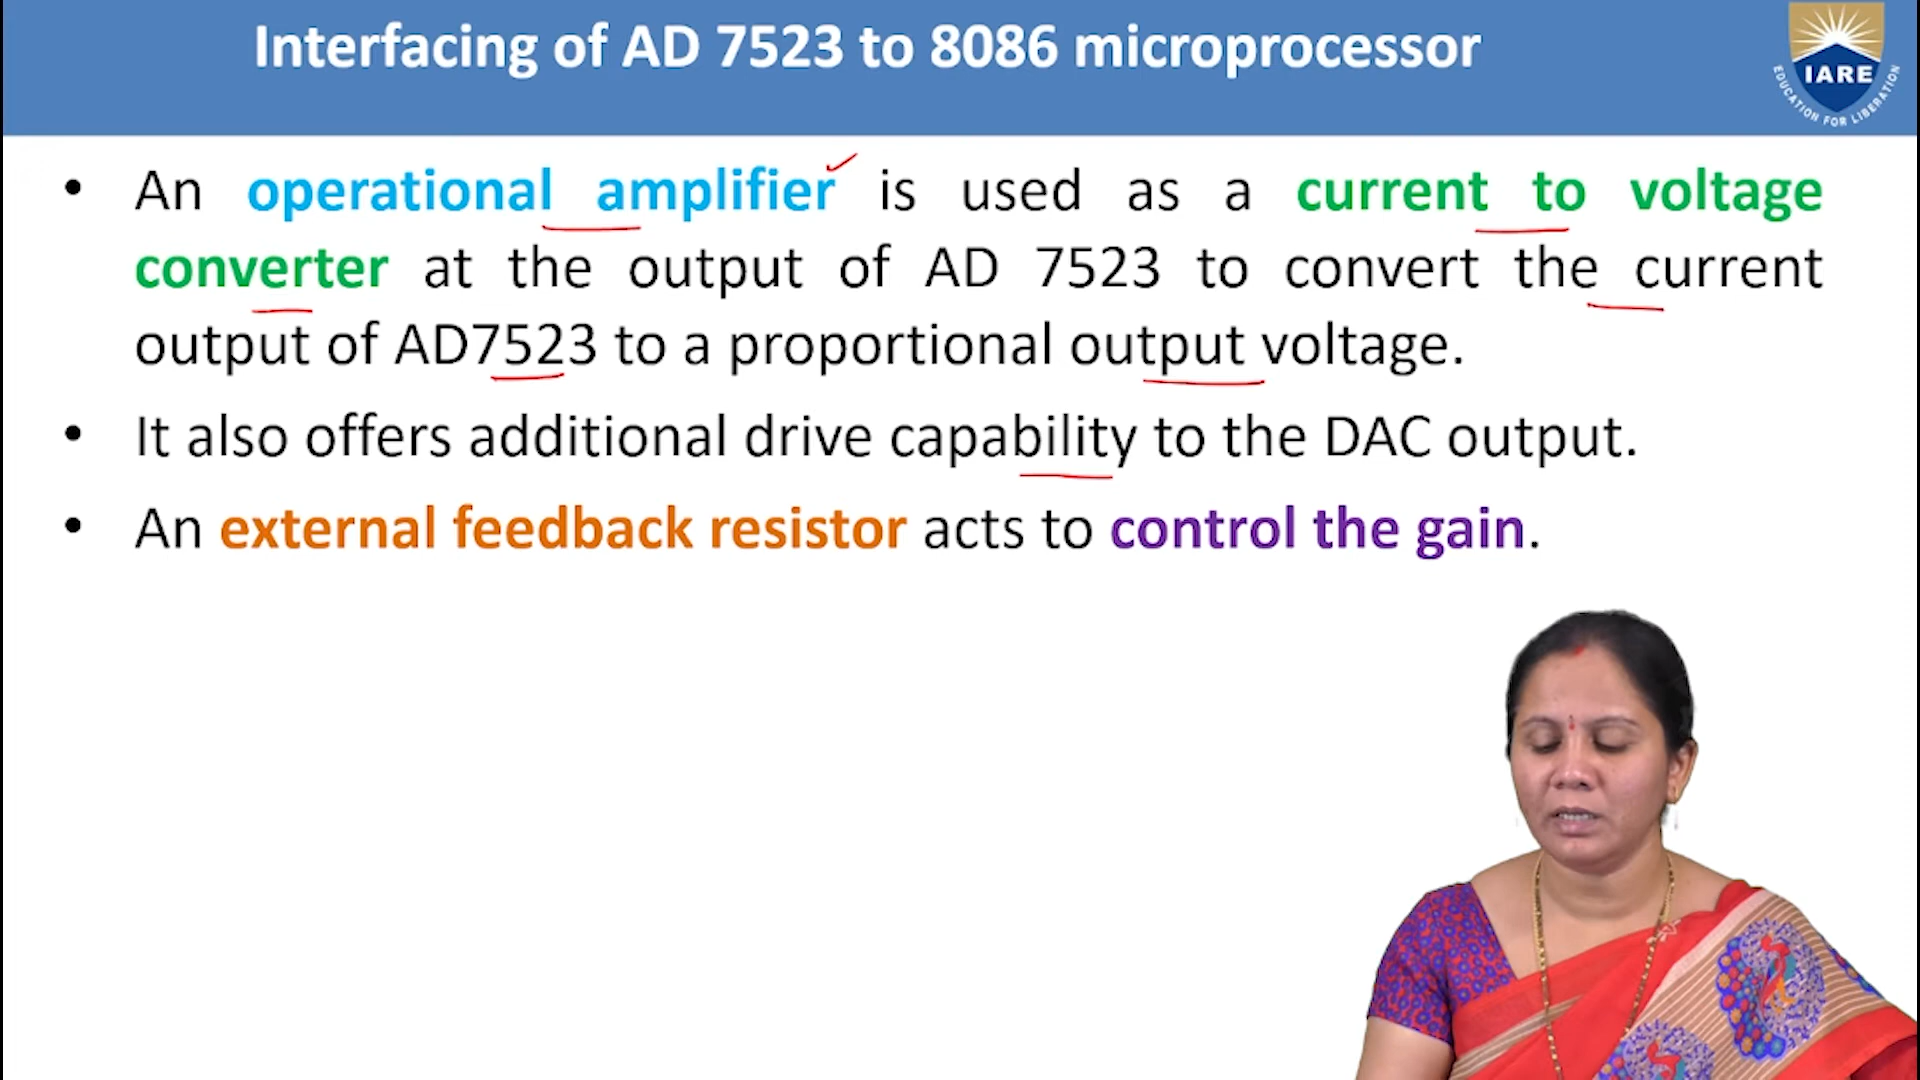 Interfacing of AD 7523 to 8086 microprocessor
IARE
EDUCATION FOR LIBERATION
• An operational amplifier is used as a current to voltage
converter at the output of AD 7523 to convert the current
output of AD7523 to a proportional output voltage.
• It also offers additional drive capability to the DAC output.
• An external feedback resistor acts to control the gain.